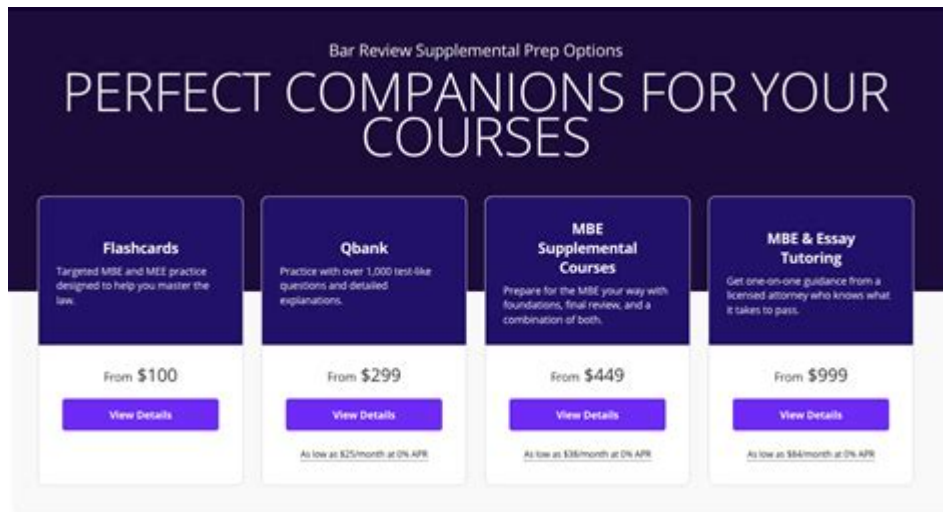 Bar Review Supplemental Prep Options
PERFECT COMPANIONS FOR YOUR
COURSES
Flashcards
Targeted MBE and MEE practice
designed to help you master the
law.
From $100
View Details
Qbank
Practice with over 1,000 test-like
questions and detailed
explanations.
From $299
View Details
As low as $25/month at 0% APR
MBE
Supplemental
Courses
Prepare for the MBE your way with
foundations, final review, and a
combination of both.
From $449
View Details
As low as $38/month at 0% APR
MBE & Essay
Tutoring
Get one-on-one guidance from a
licensed attorney who knows what
it takes to pass.
From $999
View Details
As low as $84/month at 0% APR